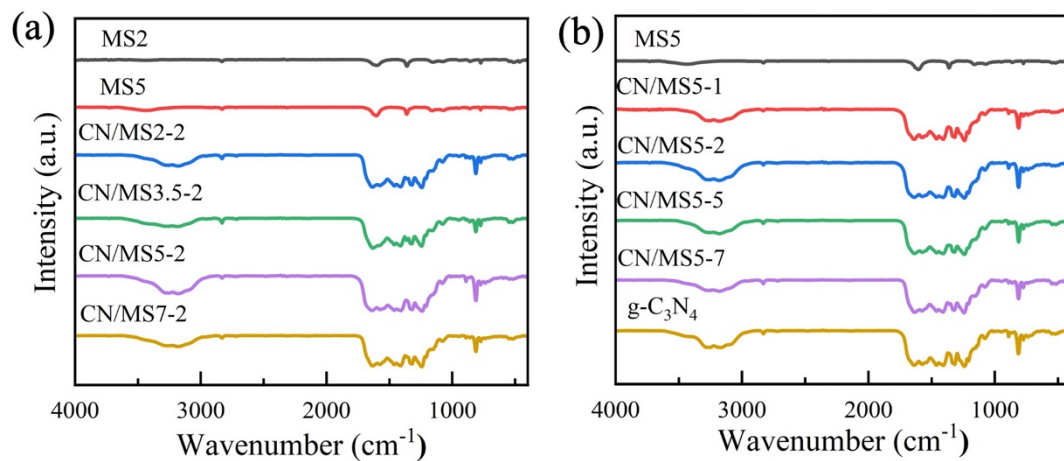 (a)
MS2
MS5
CN/MS2-2
CN/MS3.5-2
CN/MS5-2
CN/MS7-2
Intensity (a.u.)
4000 3000 2000 1000
Wavenumber (cm⁻¹)
(b)
MS5
CN/MS5-1
CN/MS5-2
CN/MS5-5
CN/MS5-7
g-C₃N₄
Intensity (a.u.)
4000 3000 2000 1000
Wavenumber (cm⁻¹)